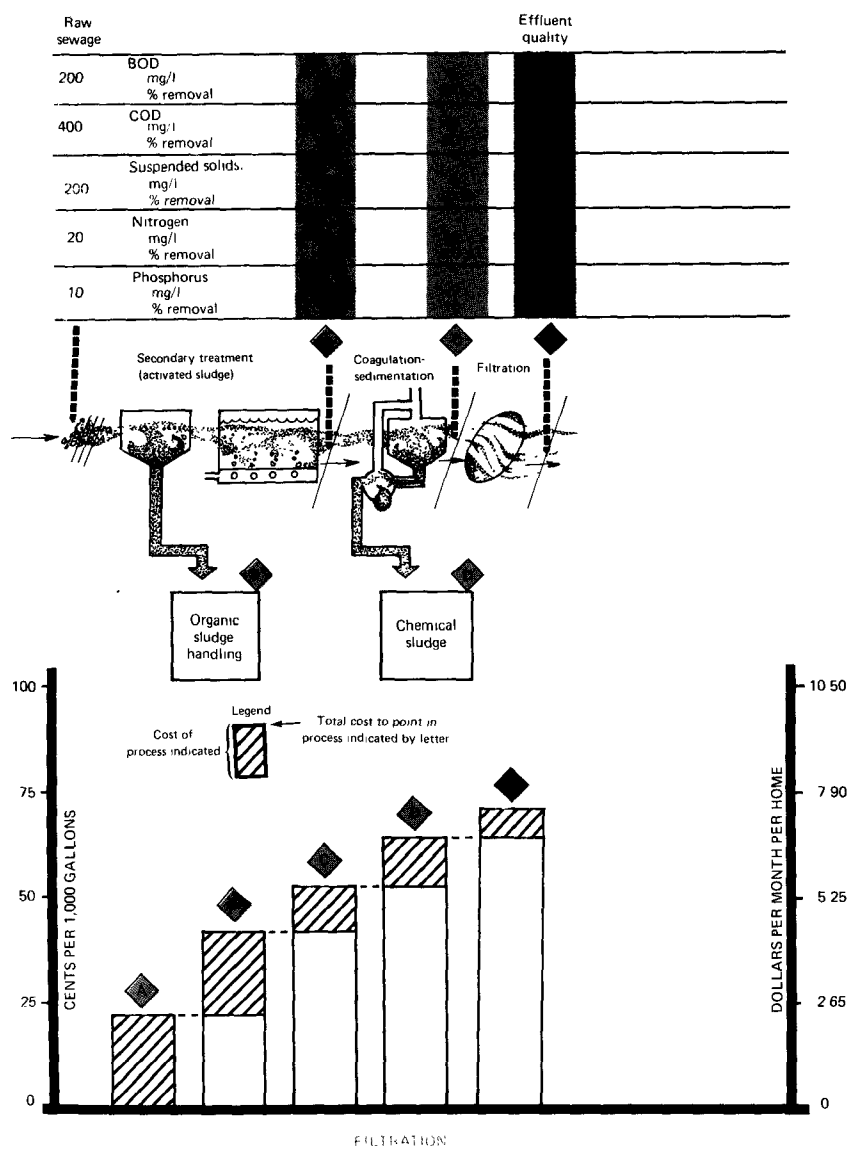 Raw
sewage
Effluent
quality
200
BOD
mg/l
% removal
400
COD
mg/l
% removal
200
Suspended solids.
mg/l
% removal
20
Nitrogen
mg/l
% removal
10
Phosphorus
mg/l
% removal
Secondary treatment
(activated sludge)
Coagulation-
sedimentation
Filtration
Organic
sludge
handling
Chemical
sludge
Legend
Cost of
process indicated
Total cost to point in
process indicated by letter
100
75
50
25
0
CENTS PER 1,000 GALLONS
10 50
7 90
5 25
2.65
0
DOLLARS PER MONTH PER HOME
A
FILTRATION